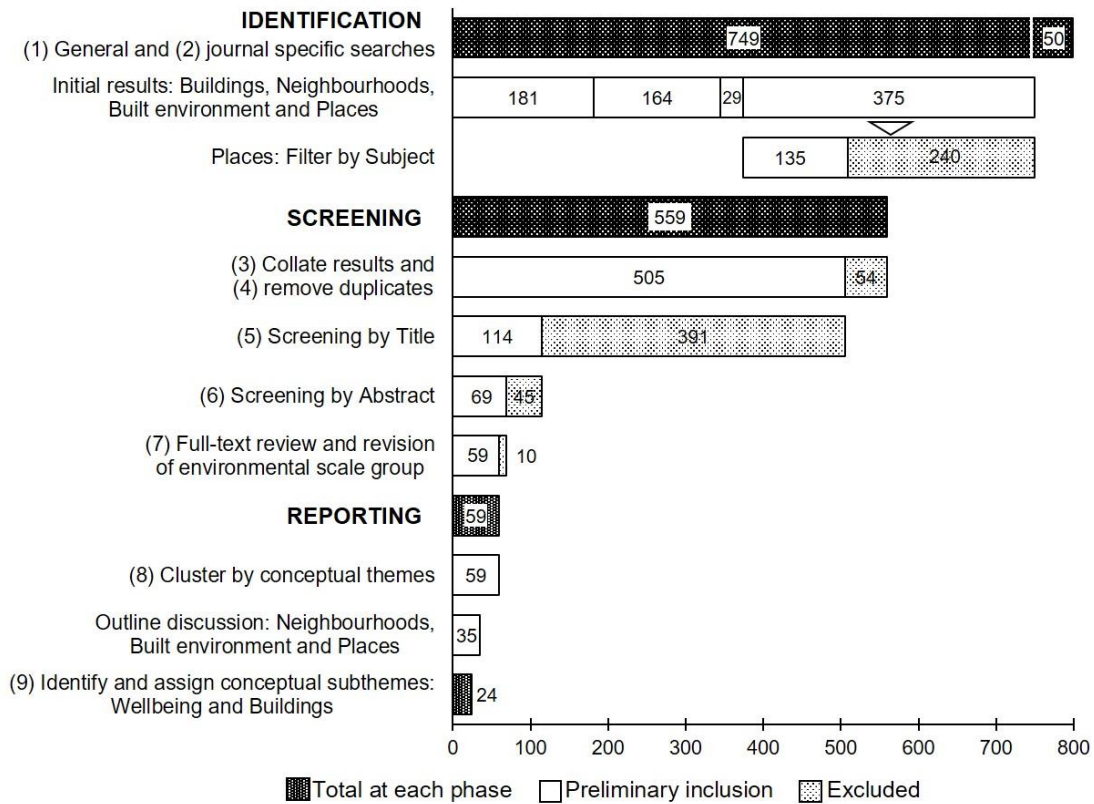 IDENTIFICATION
(1) General and (2) journal specific searches
749
50
Initial results: Buildings, Neighbourhoods,
Built environment and Places
181
164
29
375
Places: Filter by Subject
135
240
SCREENING
559
(3) Collate results and
(4) remove duplicates
505
54
(5) Screening by Title
114
391
(6) Screening by Abstract
69
45
(7) Full-text review and revision
of environmental scale group
59
10
REPORTING
59
(8) Cluster by conceptual themes
59
Outline discussion: Neighbourhoods,
Built environment and Places
35
(9) Identify and assign conceptual subthemes:
Wellbeing and Buildings
24
0 100 200 300 400 500 600 700 800
Total at each phase Preliminary inclusion Excluded